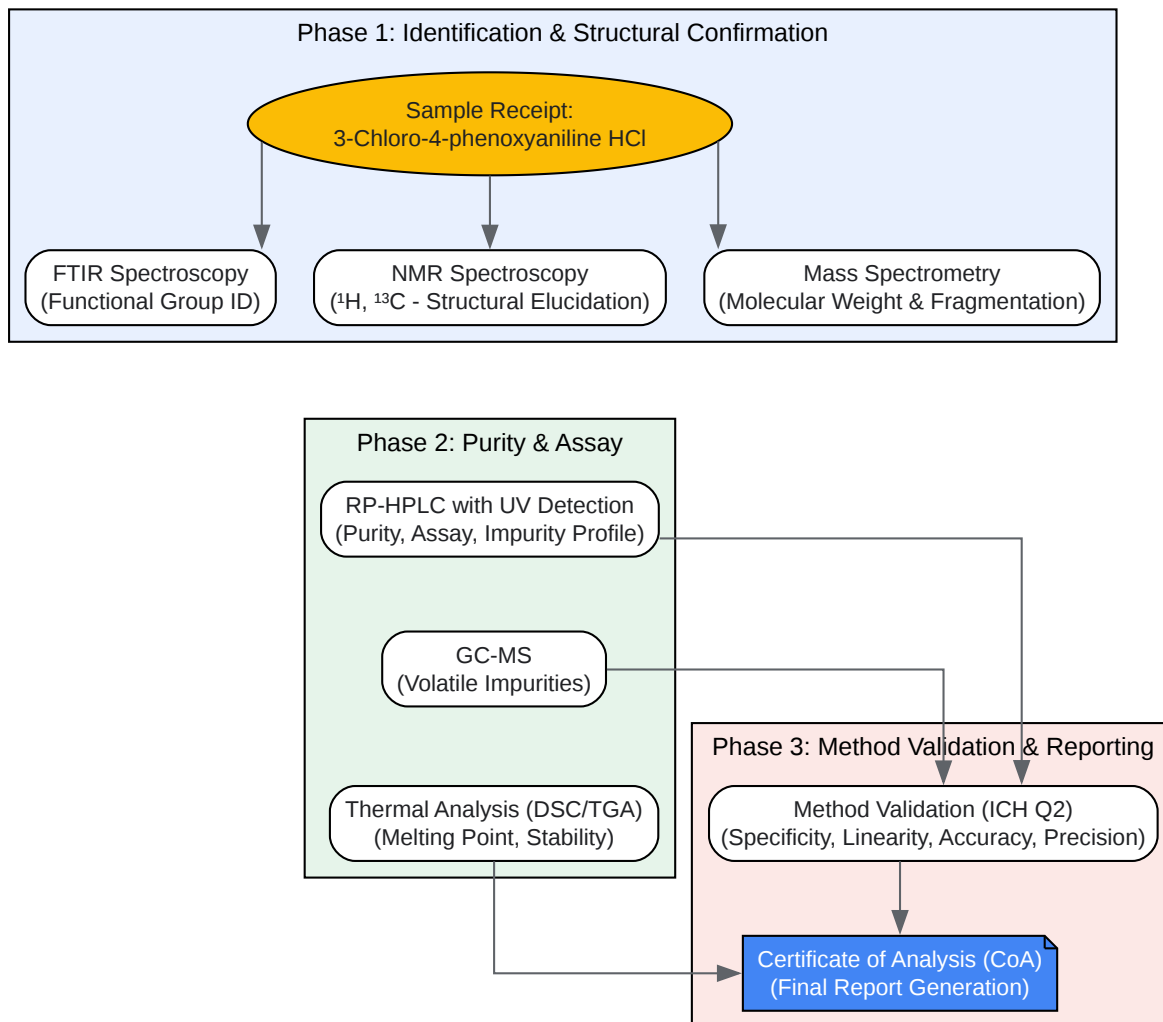 Phase 1: Identification & Structural Confirmation
Sample Receipt:
3-Chloro-4-phenoxyaniline HCl
FTIR Spectroscopy
(Functional Group ID)
NMR Spectroscopy
(¹H, ¹³C - Structural Elucidation)
Mass Spectrometry
(Molecular Weight & Fragmentation)
Phase 2: Purity & Assay
RP-HPLC with UV Detection
(Purity, Assay, Impurity Profile)
GC-MS
(Volatile Impurities)
Thermal Analysis (DSC/TGA)
(Melting Point, Stability)
Phase 3: Method Validation & Reporting
Method Validation (ICH Q2)
(Specificity, Linearity, Accuracy, Precision)
Certificate of Analysis (CoA)
(Final Report Generation)